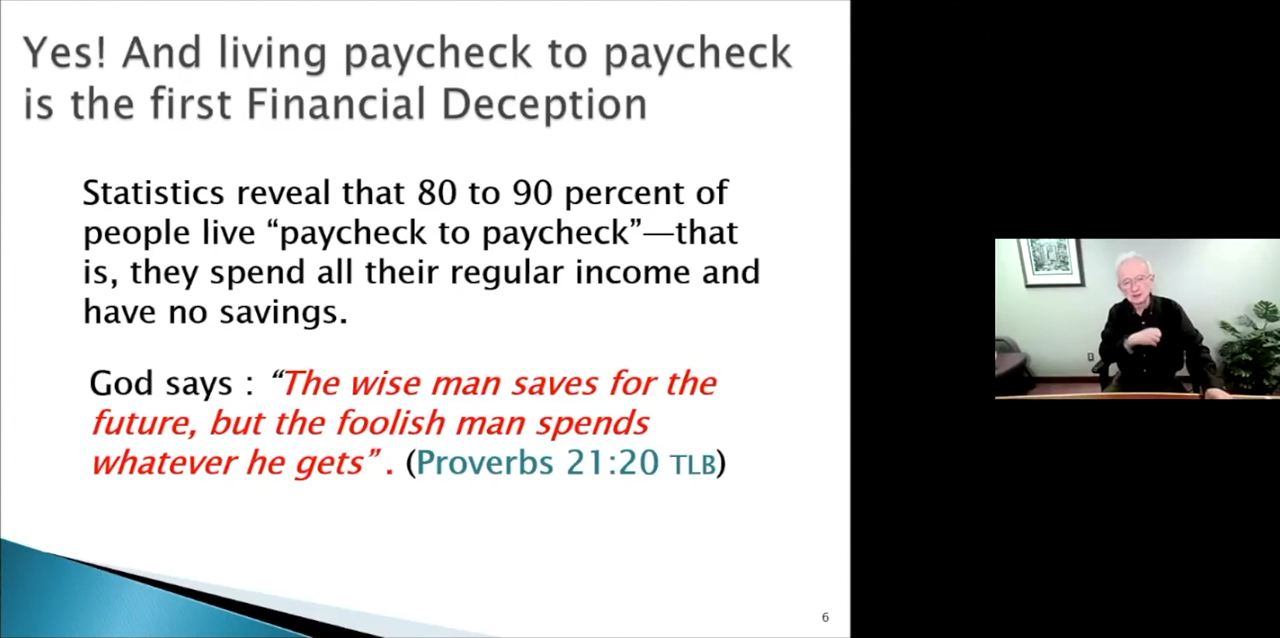 Yes! And living paycheck to paycheck
is the first Financial Deception
Statistics reveal that 80 to 90 percent of
people live “paycheck to paycheck”—that
is, they spend all their regular income and
have no savings.
God says : “The wise man saves for the
future, but the foolish man spends
whatever he gets” . (Proverbs 21:20 TLB)
6